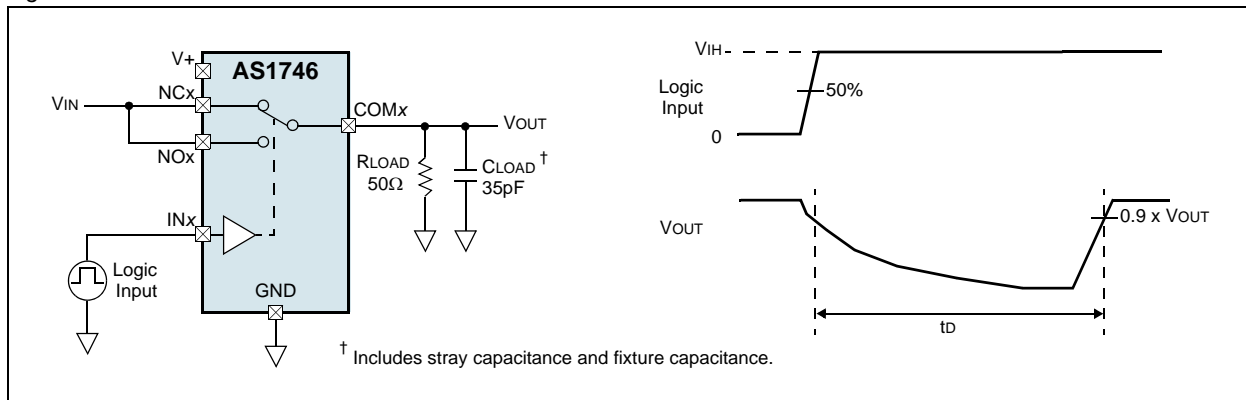 V+
AS1746
NCx
VIN
COMx
VOUT
NOx
RLOAD
50Ω
CLOAD †
35pF
INx
Logic
Input
GND
† Includes stray capacitance and fixture capacitance.
VIH
Logic
Input
50%
0
VOUT
0.9 x VOUT
tD